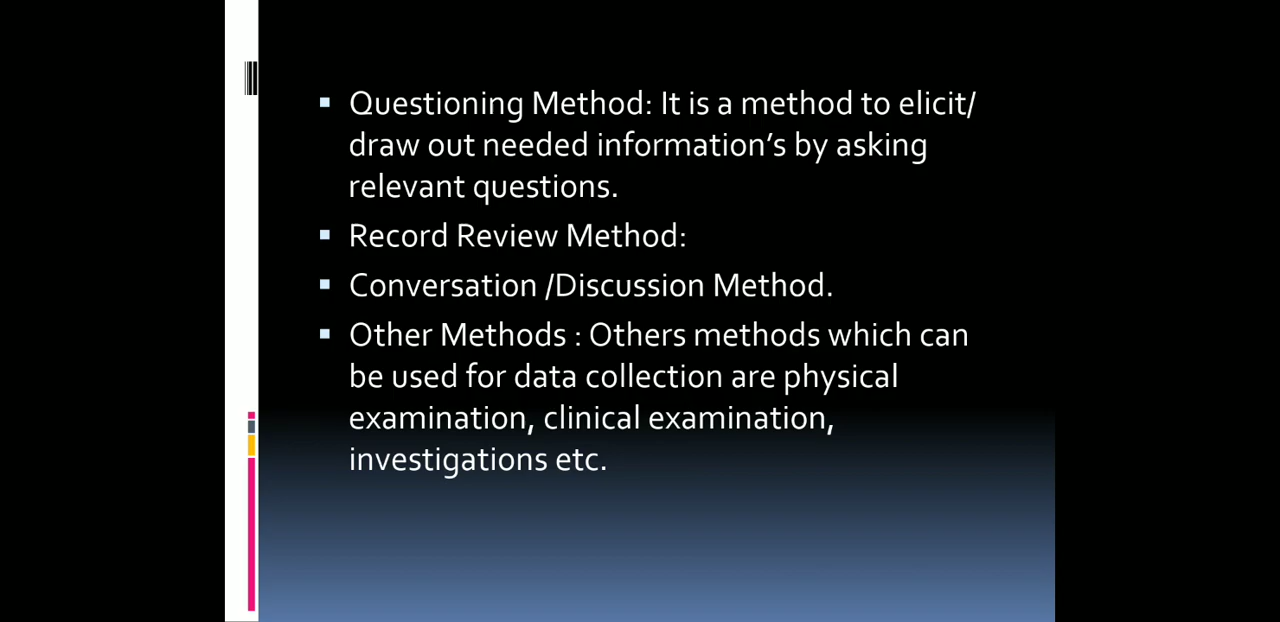 Questioning Method: It is a method to elicit/
draw out needed information’s by asking
relevant questions.
Record Review Method:
Conversation /Discussion Method.
Other Methods : Others methods which can
be used for data collection are physical
examination, clinical examination,
investigations etc.